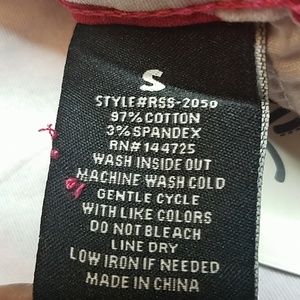 S
STYLE#RSS-2050
97% COTTON
3% SPANDEX
RN# 144725
WASH INSIDE OUT
MACHINE WASH COLD
GENTLE CYCLE
WITH LIKE COLORS
DO NOT BLEACH
LINE DRY
LOW IRON IF NEEDED
MADE IN CHINA